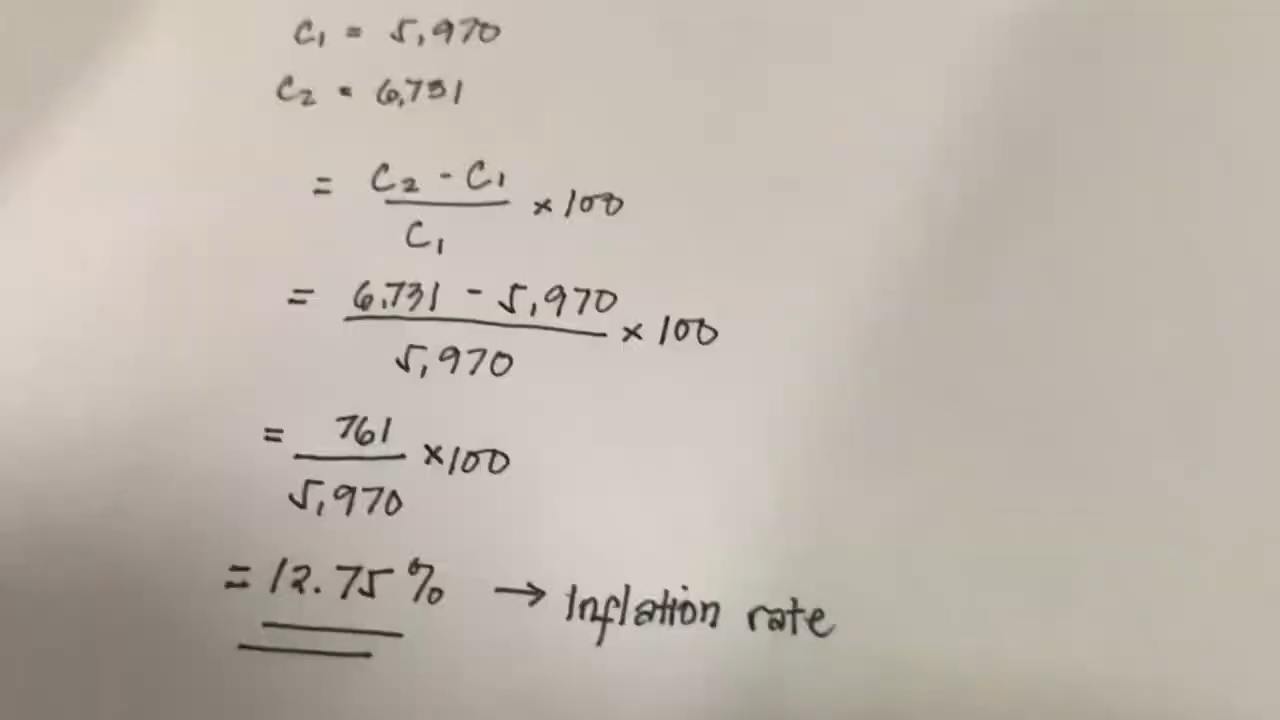 C₁ = 5,970
C₂ = 6,731
= C₂ - C₁ / C₁ × 100
= 6,731 - 5,970 / 5,970 × 100
= 761 / 5,970 × 100
= 12.75% → Inflation rate